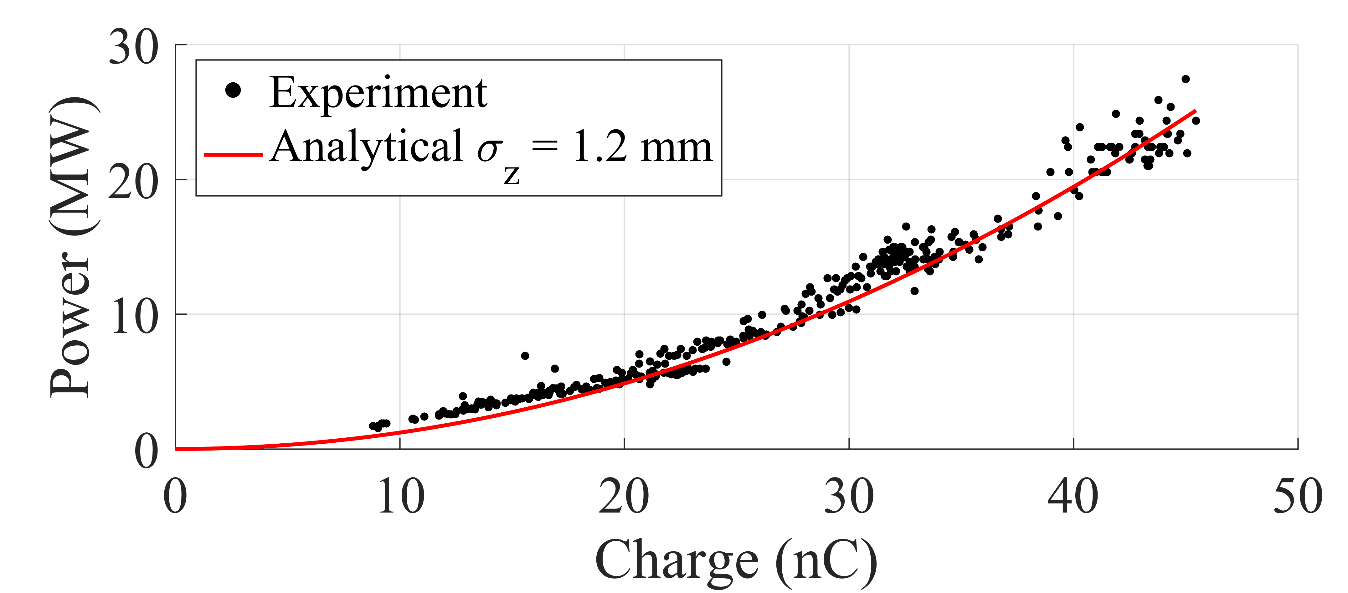 30
20
10
0
Power (MW)
Experiment
Analytical σz = 1.2 mm
0 10 20 30 40 50
Charge (nC)